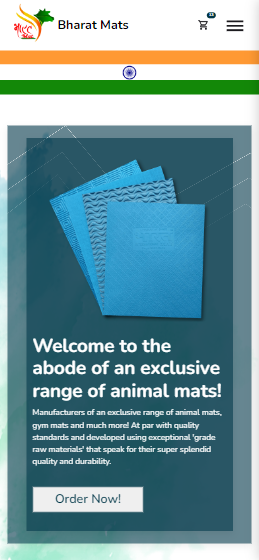 Bharat Mats
Welcome to the
abode of an exclusive
range of animal mats!
Manufacturers of an exclusive range of animal mats,
gym mats and much more! At par with quality
standards and developed using exceptional 'grade
raw materials' that speak for their super splendid
quality and durability.
Order Now!